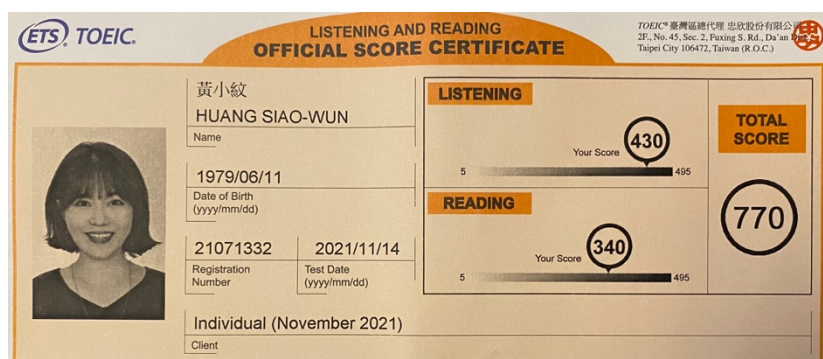 ETS® TOEIC®
LISTENING AND READING
OFFICIAL SCORE CERTIFICATE
TOEIC® 臺灣區總代理 忠欣股份有限公
2F., No. 45, Sec. 2, Fuxing S. Rd., Da'an
Taipei City 106472, Taiwan (R.O.C.)
黃小紋
HUANG SIAO-WUN
Name
1979/06/11
Date of Birth
(yyyy/mm/dd)
21071332
Registration
Number
2021/11/14
Test Date
(yyyy/mm/dd)
Individual (November 2021)
Client
LISTENING
Your Score
430
5
495
READING
Your Score
340
5
495
TOTAL
SCORE
770